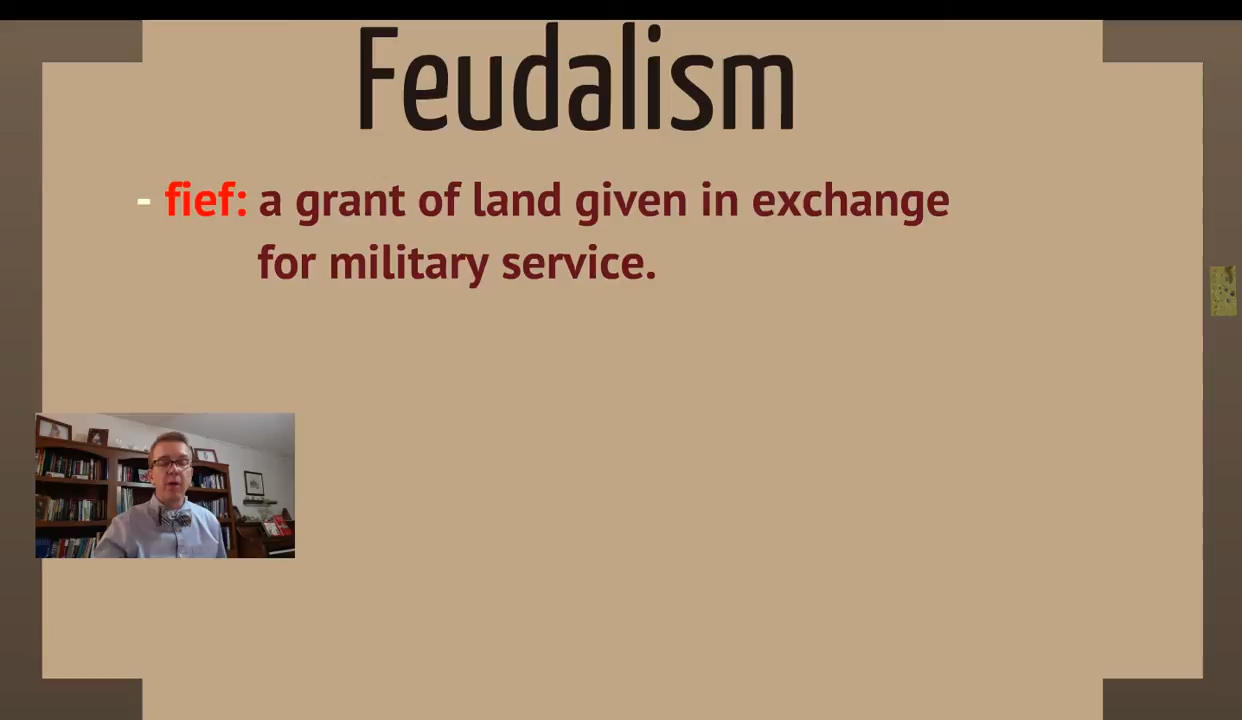 Feudalism
- fief: a grant of land given in exchange
for military service.